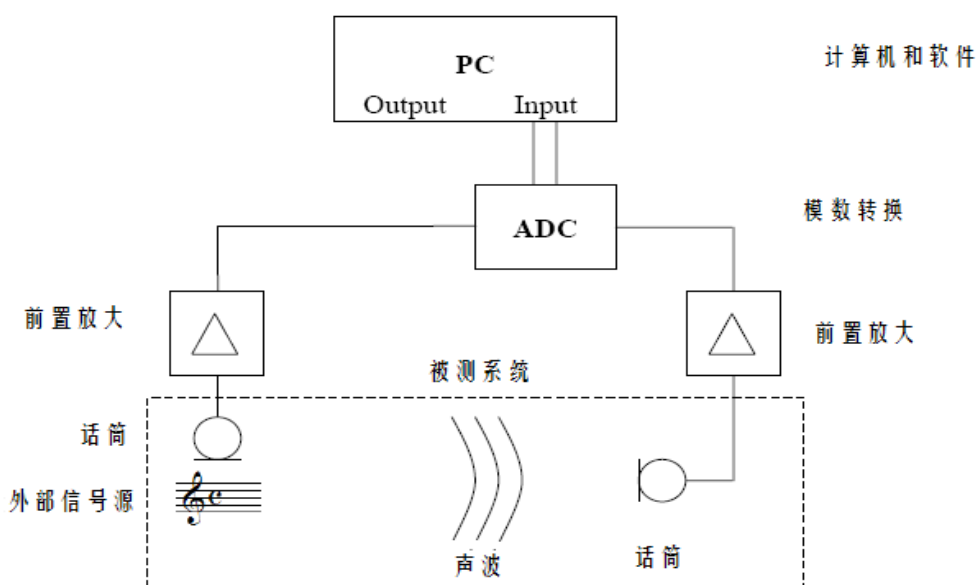 PC
计算机和软件
Output Input
ADC
模数转换
前置放大
前置放大
被测系统
话筒
外部信号源
声波
话筒